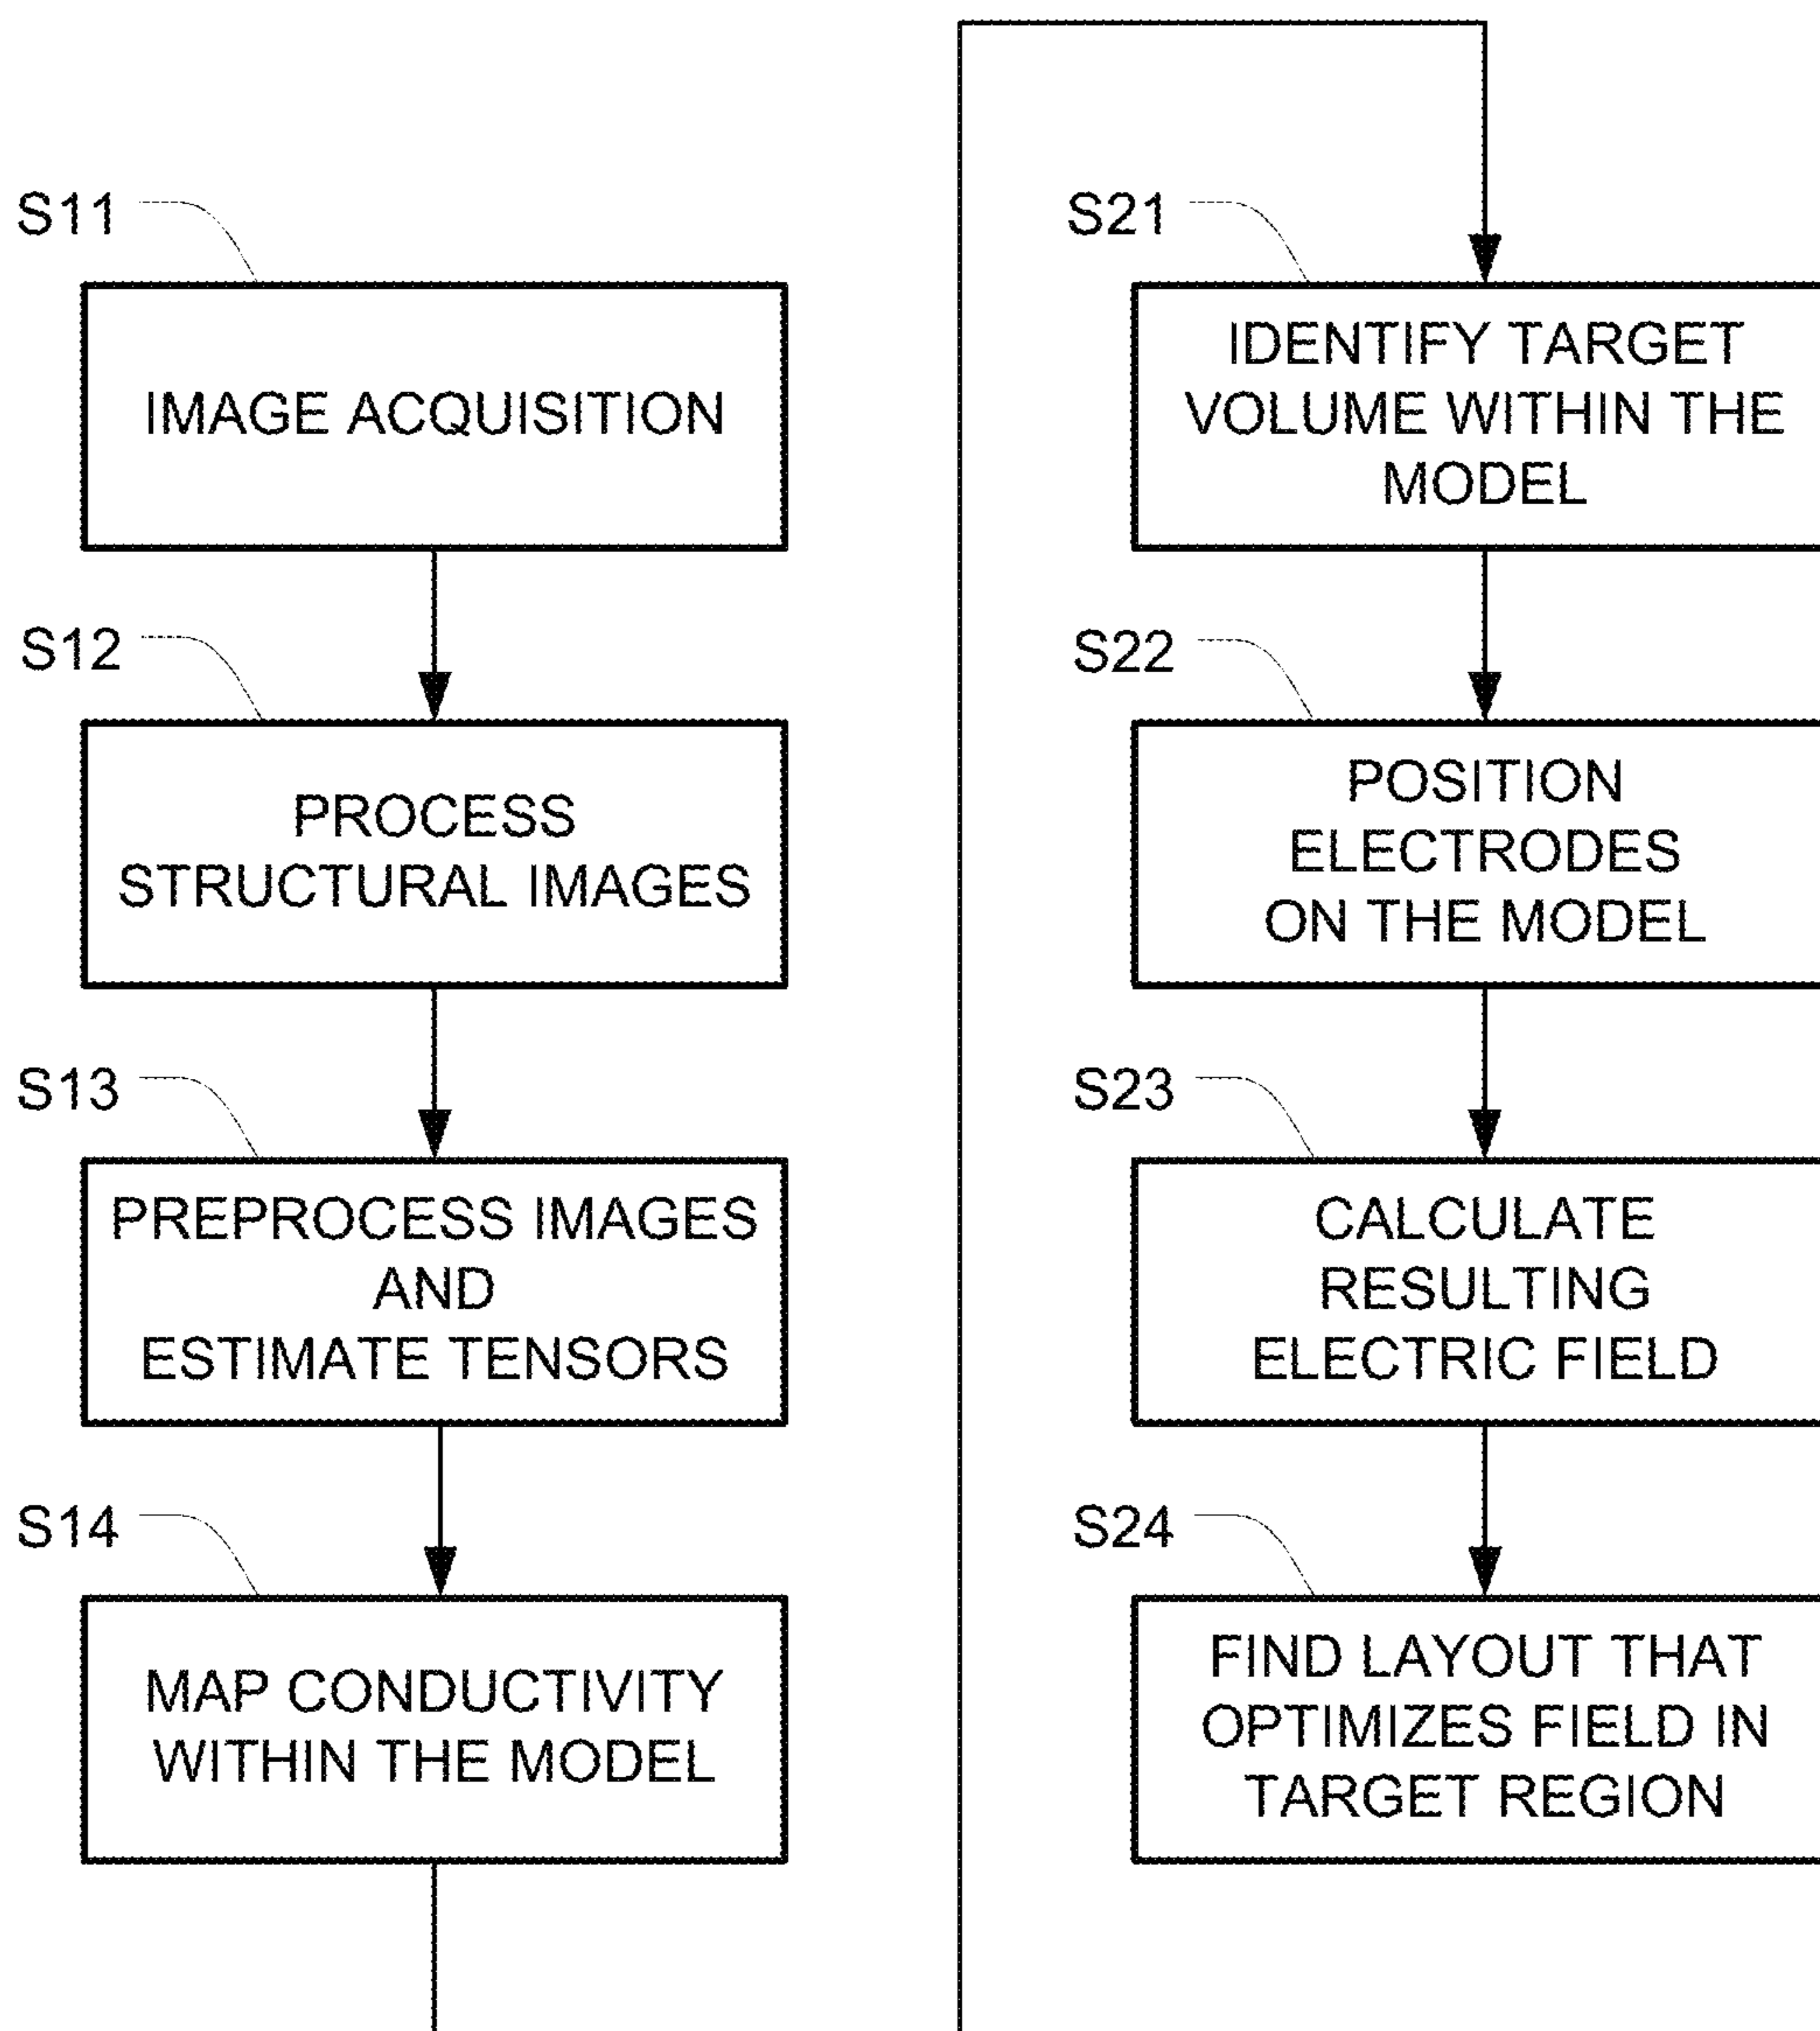 S11
IMAGE ACQUISITION
S12
PROCESS
STRUCTURAL IMAGES
S13
PREPROCESS IMAGES
AND
ESTIMATE TENSORS
S14
MAP CONDUCTIVITY
WITHIN THE MODEL
S21
IDENTIFY TARGET
VOLUME WITHIN THE
MODEL
S22
POSITION
ELECTRODES
ON THE MODEL
S23
CALCULATE
RESULTING
ELECTRIC FIELD
S24
FIND LAYOUT THAT
OPTIMIZES FIELD IN
TARGET REGION